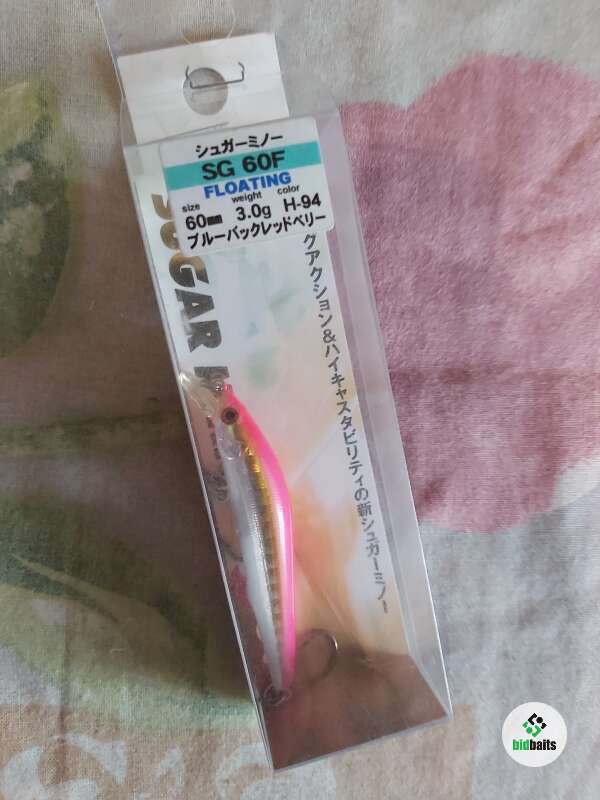 シュガーミノー
SG 60F
FLOATING
size weight color
60mm 3.0g H-94
ブルーバックレッドベリー
SUGAR
グアクション&ハイキャスタビリティの新シュガーミノー
bidbaits